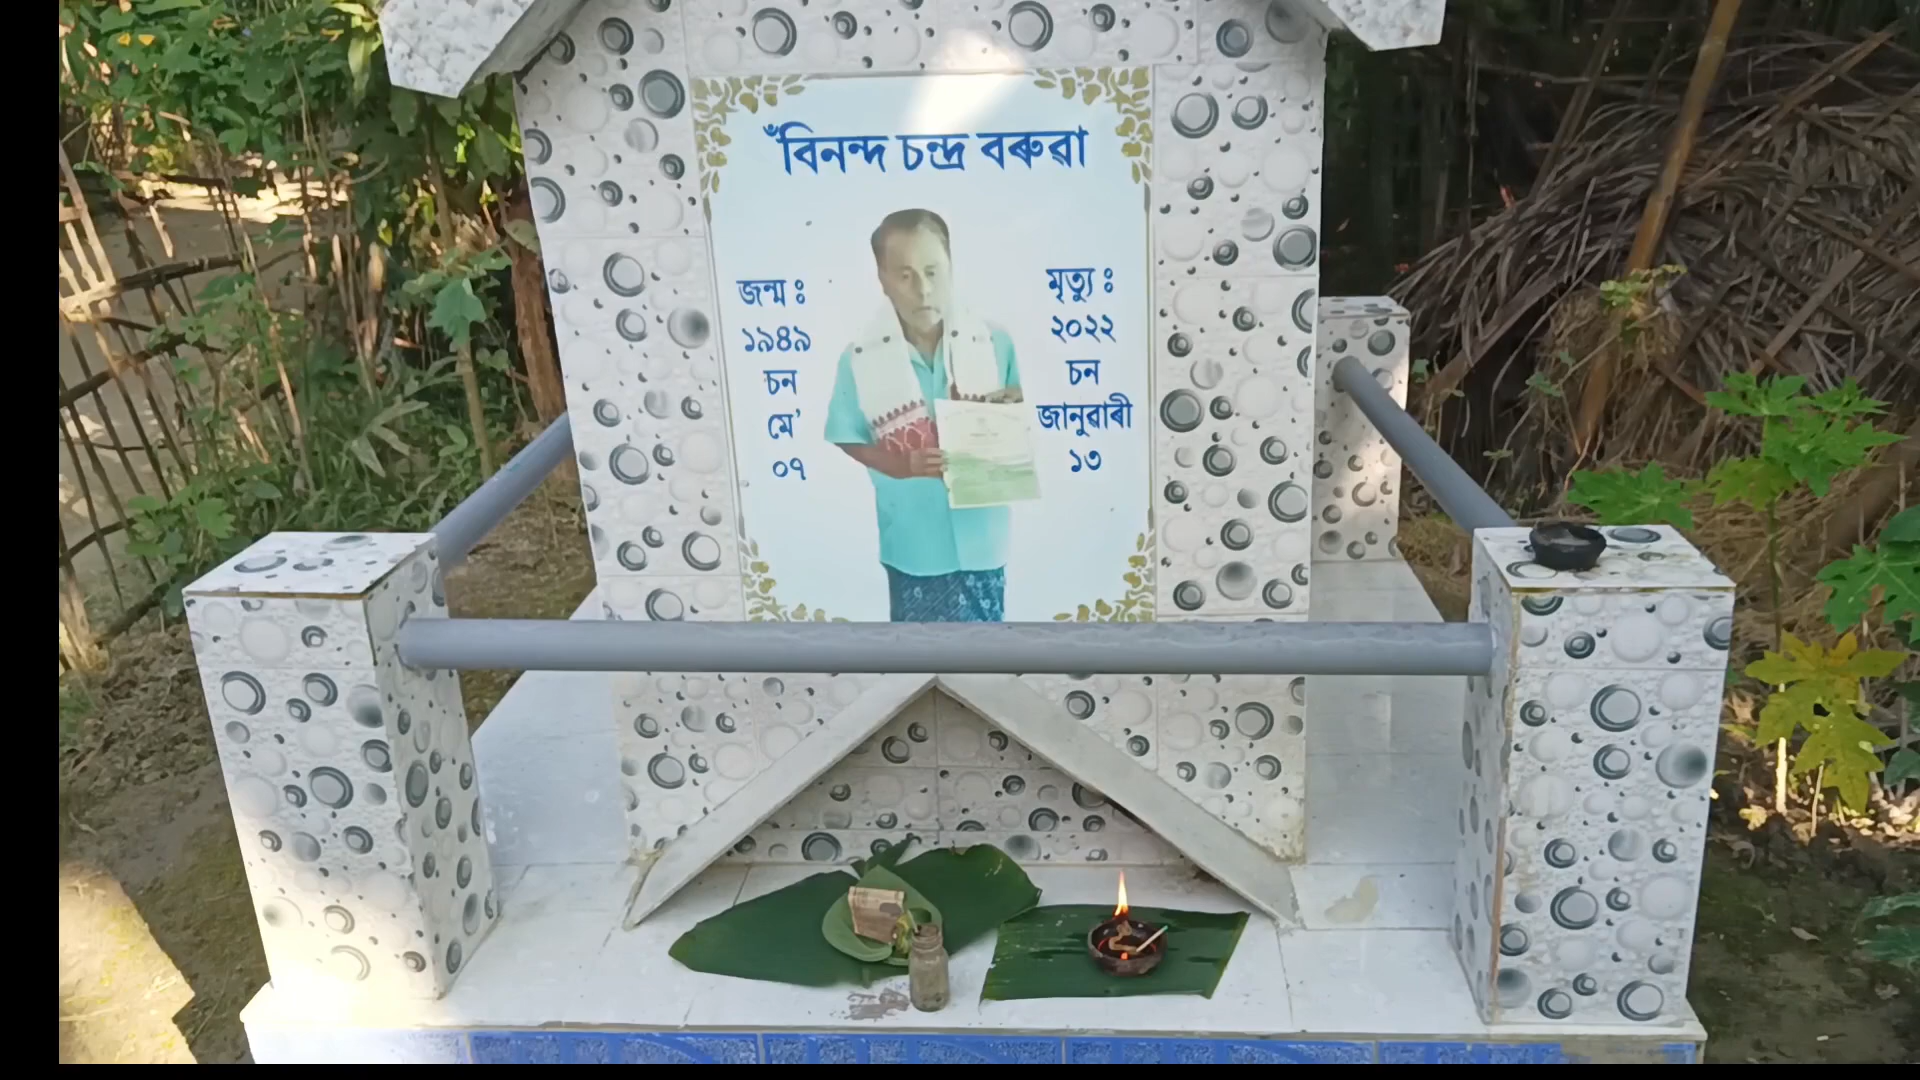 ঁবিনন্দ চন্দ্ৰ বৰুৱা
জন্ম ঃ
১৯৪৯
চন
মে'
০৭
মৃত্যু ঃ
২০২২
চন
জানুৱাৰী
১৩